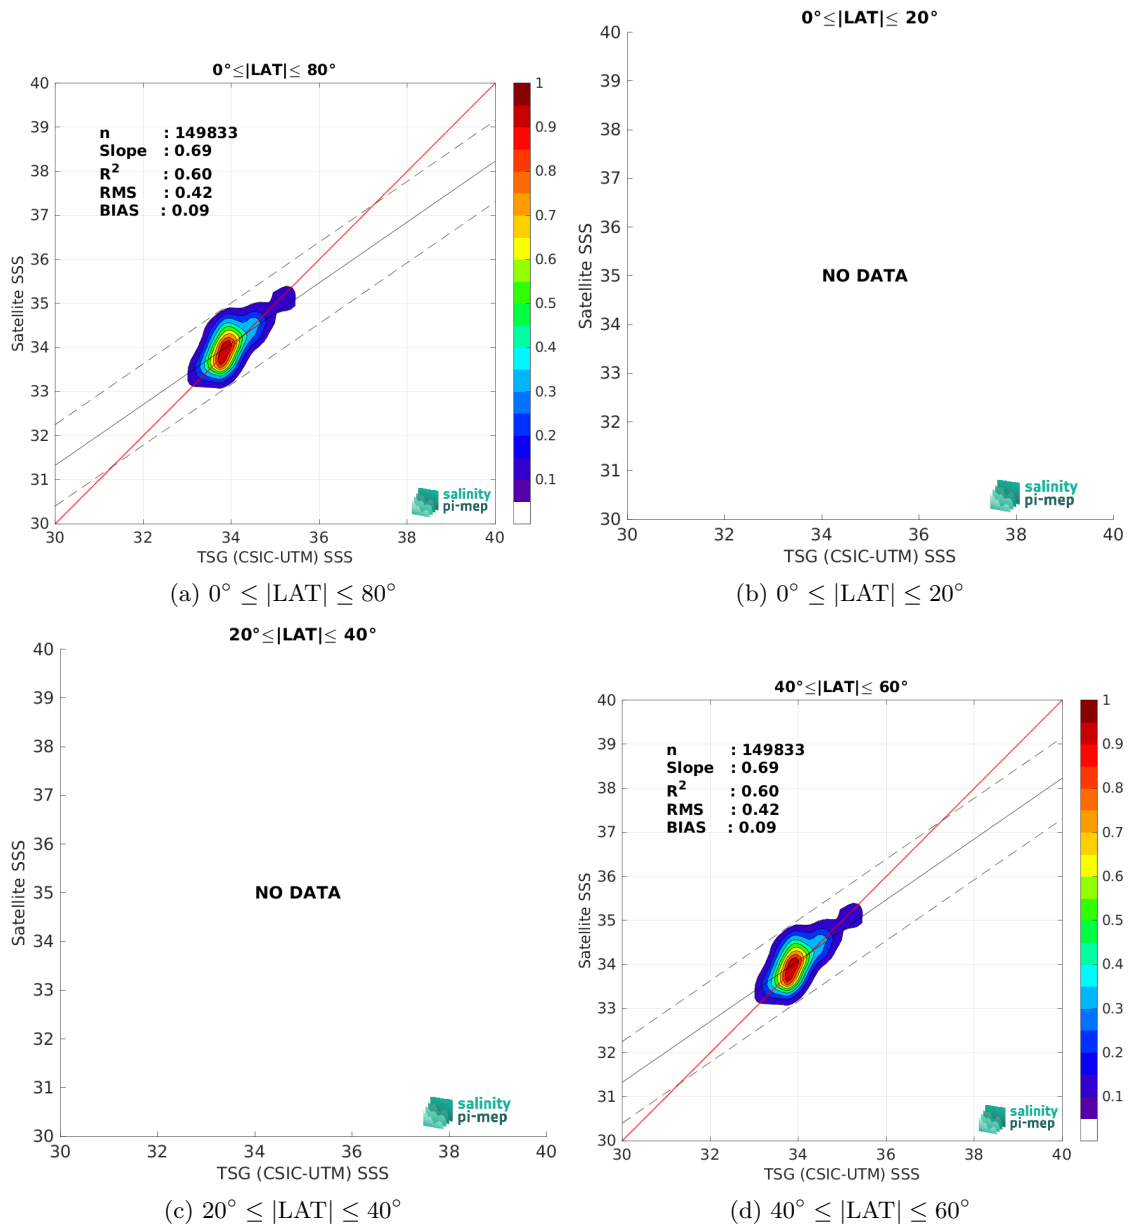 0°≤|LAT|≤ 80°
40
39
38
37
36
35
34
33
32
31
30
Satellite SSS
n : 149833
Slope : 0.69
R² : 0.60
RMS : 0.42
BIAS : 0.09
salinity
pi-mep
30 32 34 36 38 40
TSG (CSIC-UTM) SSS
1
0.9
0.8
0.7
0.6
0.5
0.4
0.3
0.2
0.1
(a) 0° ≤ |LAT| ≤ 80°
0°≤|LAT|≤ 20°
40
39
38
37
36
35
34
33
32
31
30
Satellite SSS
NO DATA
salinity
pi-mep
30 32 34 36 38 40
TSG (CSIC-UTM) SSS
(b) 0° ≤ |LAT| ≤ 20°
20°≤|LAT|≤ 40°
40
39
38
37
36
35
34
33
32
31
30
Satellite SSS
NO DATA
salinity
pi-mep
30 32 34 36 38 40
TSG (CSIC-UTM) SSS
(c) 20° ≤ |LAT| ≤ 40°
40°≤|LAT|≤ 60°
40
39
38
37
36
35
34
33
32
31
30
Satellite SSS
n : 149833
Slope : 0.69
R² : 0.60
RMS : 0.42
BIAS : 0.09
salinity
pi-mep
30 32 34 36 38 40
TSG (CSIC-UTM) SSS
1
0.9
0.8
0.7
0.6
0.5
0.4
0.3
0.2
0.1
(d) 40° ≤ |LAT| ≤ 60°